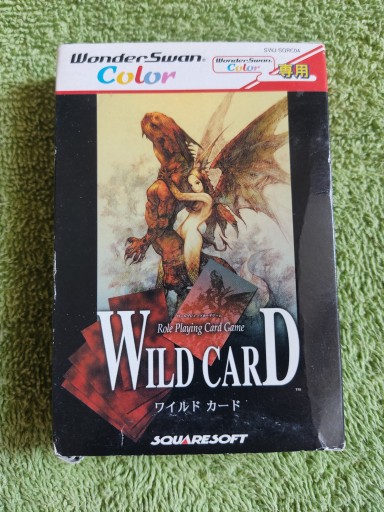 SWJ-SQRC04
WonderSwan
Color
WonderSwan
Color
専用
Role Playing Card Game
WILD CARD
™
ワイルド カード
SQUARESOFT